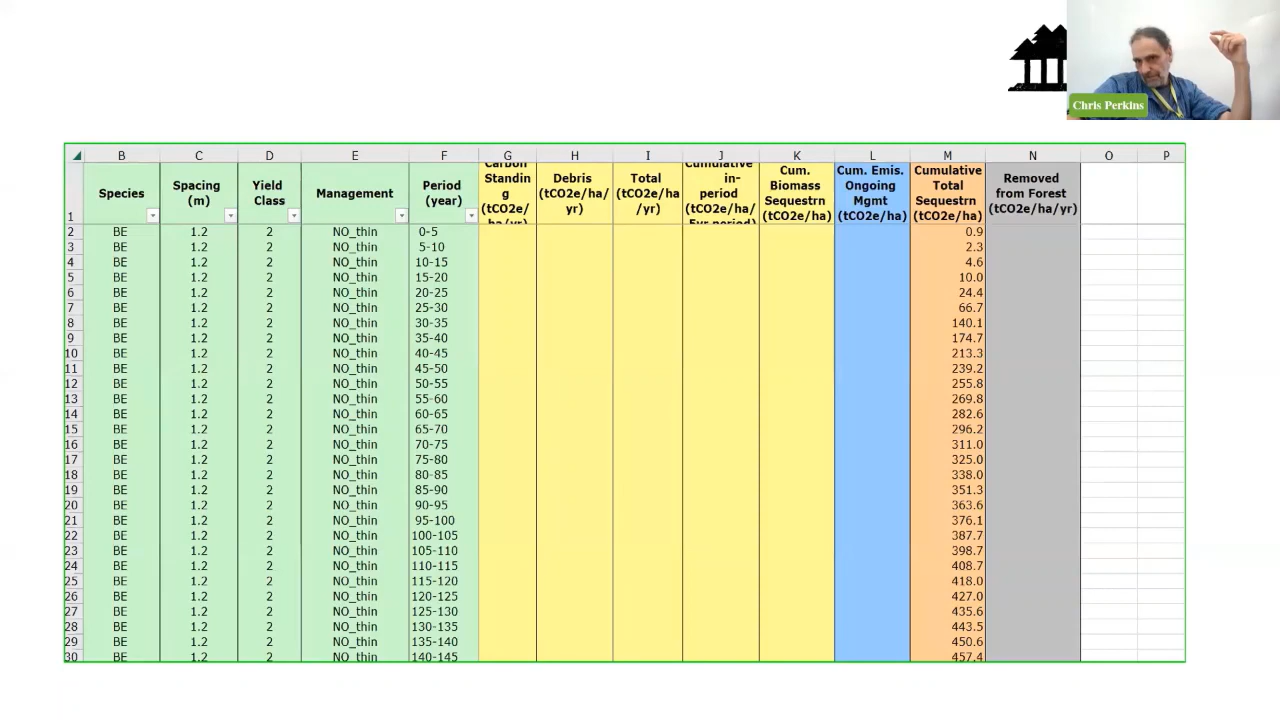 Chris Perkins
B C D E F G H I J K L M N O P
1 Species Spacing (m) Yield Class Management Period (year) Carbon Standing (tCO2e/ha/yr) Debris (tCO2e/ha/yr) Total (tCO2e/ha/yr) Cumulative in-period (tCO2e/ha/5yr period) Cum. Biomass Sequestrn (tCO2e/ha) Cum. Emis. Ongoing Mgmt (tCO2e/ha) Cumulative Total Sequestrn (tCO2e/ha) Removed from Forest (tCO2e/ha/yr)
2 BE 1.2 2 NO_thin 0-5 0.9
3 BE 1.2 2 NO_thin 5-10 2.3
4 BE 1.2 2 NO_thin 10-15 4.6
5 BE 1.2 2 NO_thin 15-20 10.0
6 BE 1.2 2 NO_thin 20-25 24.4
7 BE 1.2 2 NO_thin 25-30 66.7
8 BE 1.2 2 NO_thin 30-35 140.1
9 BE 1.2 2 NO_thin 35-40 174.7
10 BE 1.2 2 NO_thin 40-45 213.3
11 BE 1.2 2 NO_thin 45-50 239.2
12 BE 1.2 2 NO_thin 50-55 255.8
13 BE 1.2 2 NO_thin 55-60 269.8
14 BE 1.2 2 NO_thin 60-65 282.6
15 BE 1.2 2 NO_thin 65-70 296.2
16 BE 1.2 2 NO_thin 70-75 311.0
17 BE 1.2 2 NO_thin 75-80 325.0
18 BE 1.2 2 NO_thin 80-85 338.0
19 BE 1.2 2 NO_thin 85-90 351.3
20 BE 1.2 2 NO_thin 90-95 363.6
21 BE 1.2 2 NO_thin 95-100 376.1
22 BE 1.2 2 NO_thin 100-105 387.7
23 BE 1.2 2 NO_thin 105-110 398.7
24 BE 1.2 2 NO_thin 110-115 408.7
25 BE 1.2 2 NO_thin 115-120 418.0
26 BE 1.2 2 NO_thin 120-125 427.0
27 BE 1.2 2 NO_thin 125-130 435.6
28 BE 1.2 2 NO_thin 130-135 443.5
29 BE 1.2 2 NO_thin 135-140 450.6
30 BE 1.2 2 NO_thin 140-145 457.4